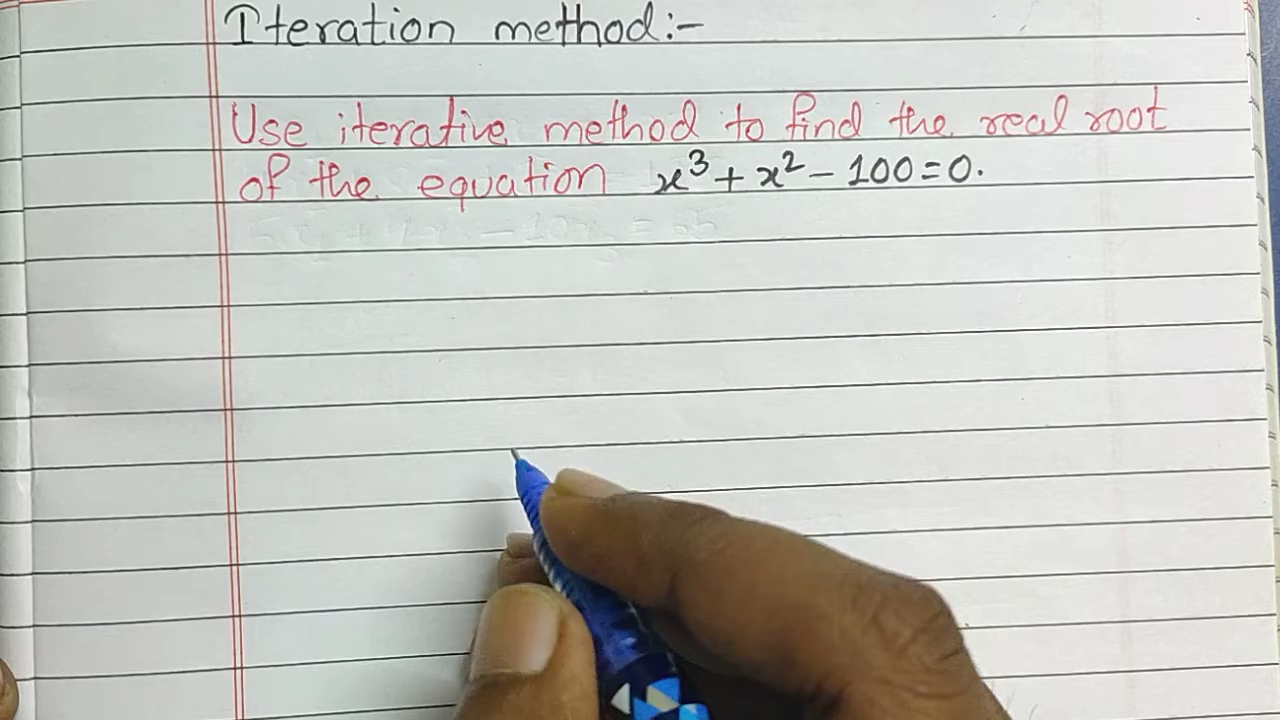 Iteration method:-
Use iterative method to find the real root
of the equation x³ + x² - 100 = 0.